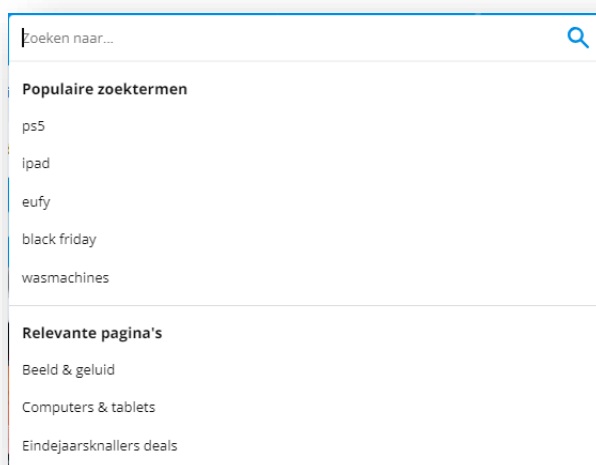 Zoeken naar...
Populaire zoektermen
ps5
ipad
eufy
black friday
wasmachines
Relevante pagina's
Beeld & geluid
Computers & tablets
Eindejaarsknallers deals